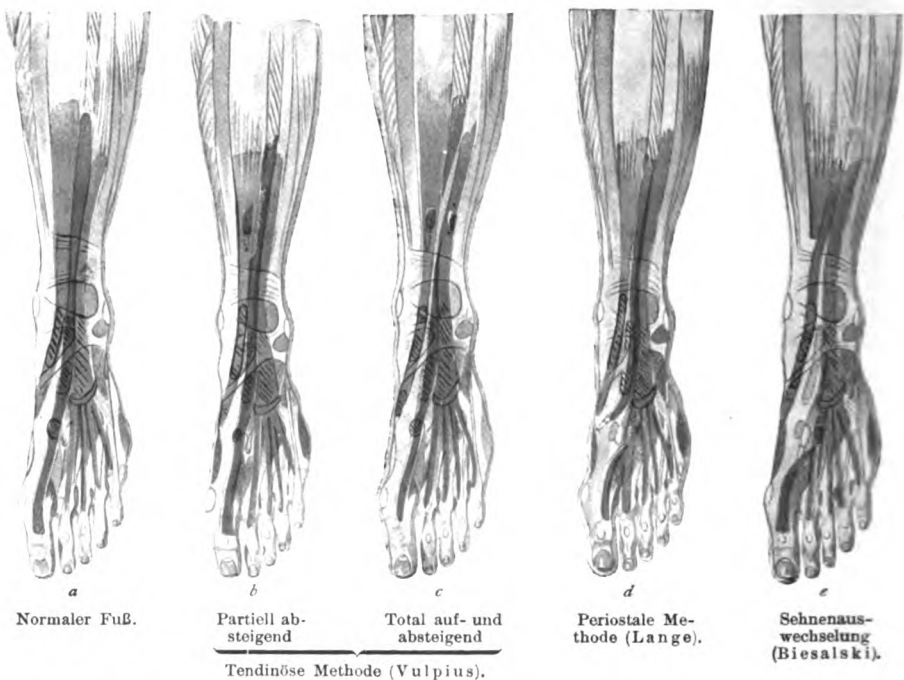 a
b
c
d
e
Normaler Fuß.
Partiell ab-
steigend
Total auf- und
absteigend
Tendinöse Methode (Vulpius).
Periostale Me-
thode (Lange).
Sehnenaus-
wechselung
(Biesalski).